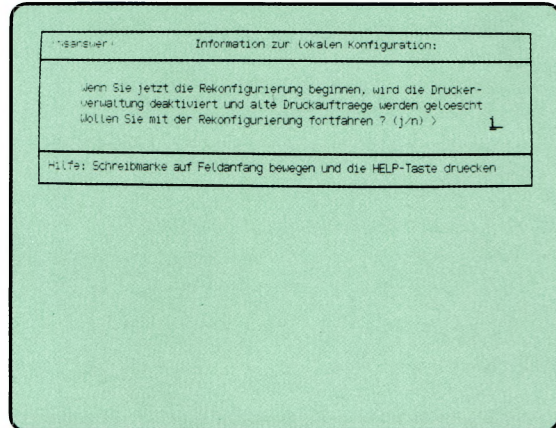 Information zur lokalen Konfiguration:
Wenn Sie jetzt die Rekonfigurierung beginnen, wird die Drucker-
verwaltung deaktiviert und alte Druckauftraege werden geloescht
Wollen Sie mit der Rekonfigurierung fortfahren ? (j/n) >
Hilfe: Schreibmarke auf Feldanfang bewegen und die HELP-Taste druecken